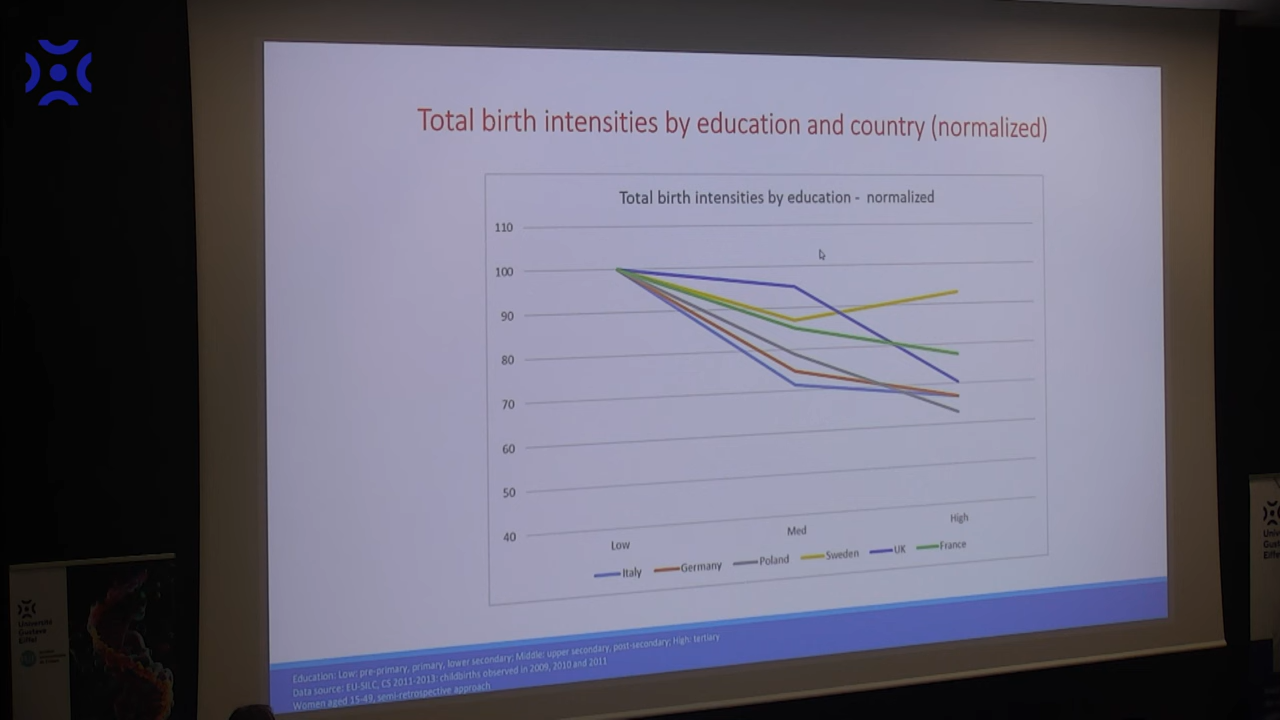 Total birth intensities by education and country (normalized)
Total birth intensities by education - normalized
110
100
90
80
70
60
50
40
Low
Med
High
Italy
Germany
Poland
Sweden
UK
France
Education: Low: pre-primary, primary, lower secondary; Middle: upper secondary, post-secondary; High: tertiary
Data source: EU-SILC, CS 2011-2013: childbirths observed in 2009, 2010 and 2011
Women aged 15-49, semi-retrospective approach
Université
Gustave
Eiffel